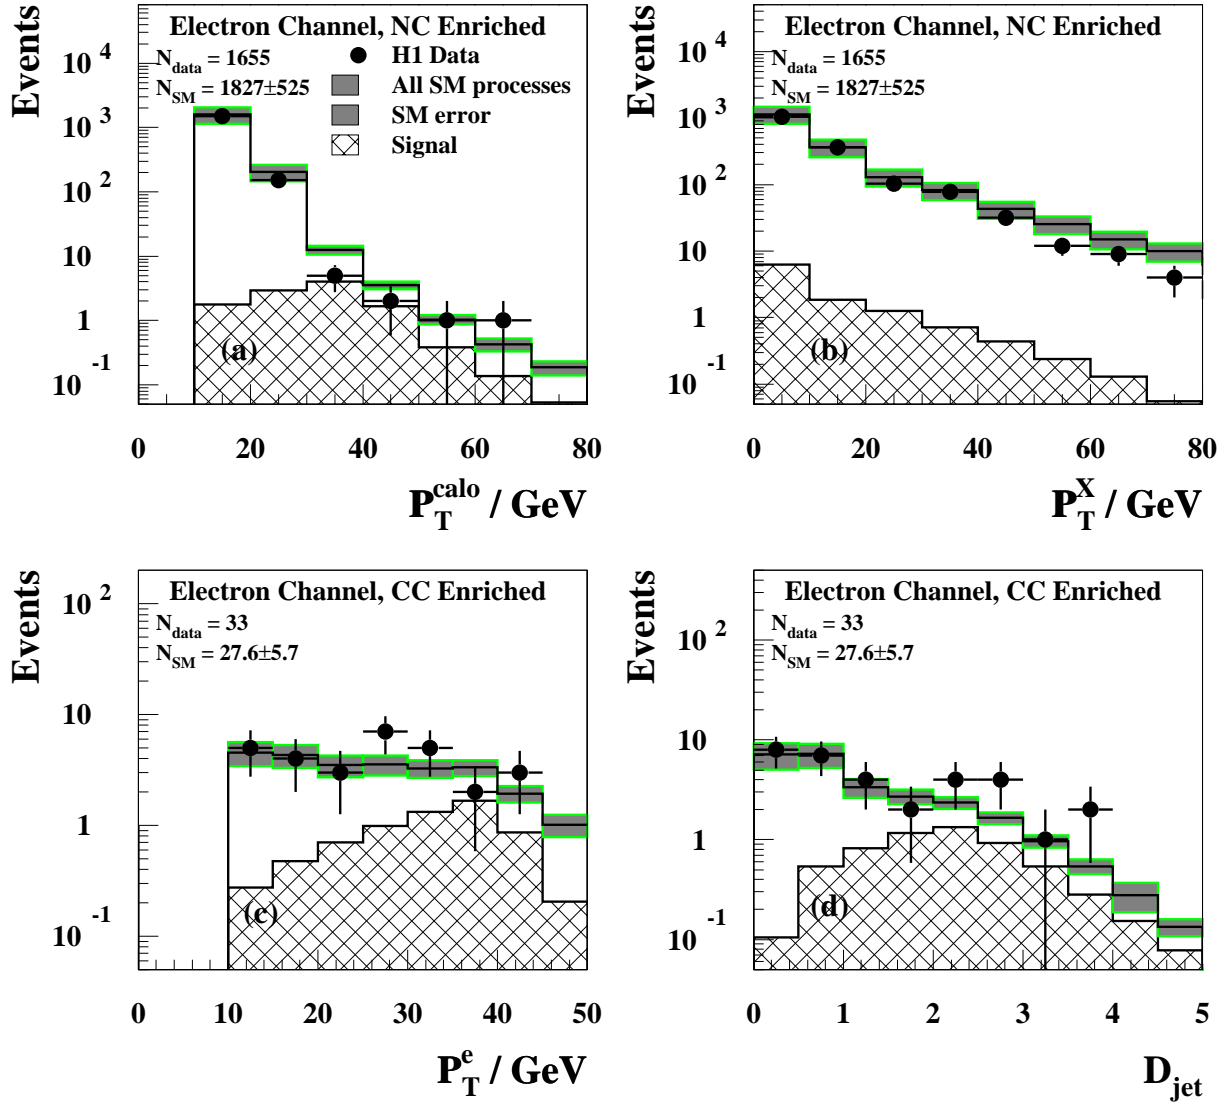 Electron Channel, NC Enriched
N_data = 1655
N_SM = 1827±525
H1 Data
All SM processes
SM error
Signal
Events
10^4
10^3
10^2
10
1
10^-1
(a)
0 20 40 60 80
P_T^calo / GeV
Electron Channel, NC Enriched
N_data = 1655
N_SM = 1827±525
Events
10^4
10^3
10^2
10
1
10^-1
(b)
0 20 40 60 80
P_T^X / GeV
Electron Channel, CC Enriched
N_data = 33
N_SM = 27.6±5.7
Events
10^2
10
1
10^-1
(c)
0 10 20 30 40 50
P_T^e / GeV
Electron Channel, CC Enriched
N_data = 33
N_SM = 27.6±5.7
Events
10^2
10
1
10^-1
(d)
0 1 2 3 4 5
D_jet